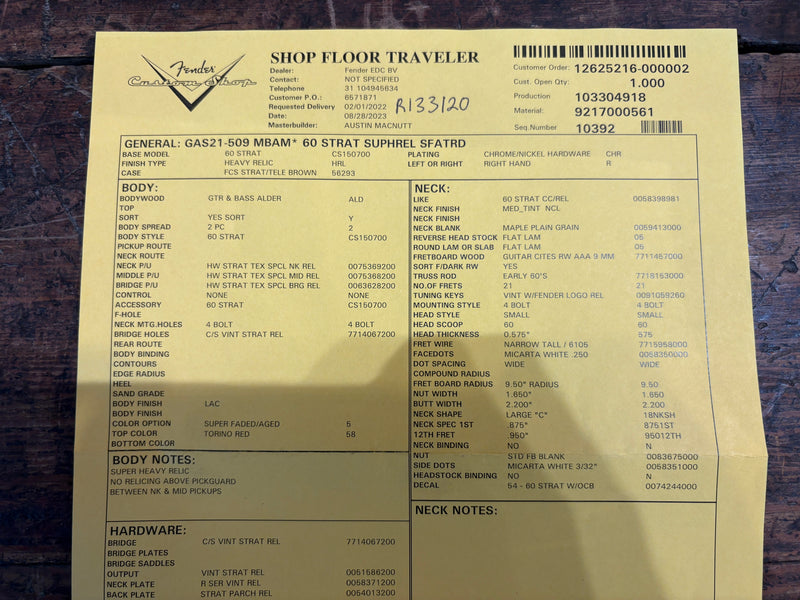 Fender
Custom Shop
SHOP FLOOR TRAVELER
Dealer: Fender EDC BV
Contact: NOT SPECIFIED
Telephone 31 104945634
Customer P.O.: 6571871
Requested Delivery 02/01/2022
Date: 08/28/2023
Masterbuilder: AUSTIN MACNUTT
R133120
Customer Order: 12625216-000002
Cust. Open Qty: 1.000
Production 103304918
Material: 9217000561
Seq.Number 10392
GENERAL: GAS21-509 MBAM* 60 STRAT SUPHREL SFATRD
BASE MODEL 60 STRAT CS150700 PLATING CHROME/NICKEL HARDWARE CHR
FINISH TYPE HEAVY RELIC HRL LEFT OR RIGHT RIGHT HAND R
CASE FCS STRAT/TELE BROWN 56293
BODY:
BODYWOOD GTR & BASS ALDER ALD
TOP
SORT YES SORT Y
BODY SPREAD 2 PC 2
BODY STYLE 60 STRAT CS150700
PICKUP ROUTE
NECK ROUTE
NECK P/U HW STRAT TEX SPCL NK REL 0075369200
MIDDLE P/U HW STRAT TEX SPCL MID REL 0075368200
BRIDGE P/U HW STRAT TEX SPCL BRG REL 0063628200
CONTROL NONE NONE
ACCESSORY 60 STRAT CS150700
F-HOLE
NECK MTG.HOLES 4 BOLT 4 BOLT
BRIDGE HOLES C/S VINT STRAT REL 7714067200
REAR ROUTE
BODY BINDING
CONTOURS
EDGE RADIUS
HEEL
SAND GRADE
BODY FINISH LAC
BODY FINISH
COLOR OPTION SUPER FADED/AGED 5
TOP COLOR TORINO RED 58
BOTTOM COLOR
BODY NOTES:
SUPER HEAVY RELIC
NO RELICING ABOVE PICKGUARD
BETWEEN NK & MID PICKUPS
HARDWARE:
BRIDGE C/S VINT STRAT REL 7714067200
BRIDGE PLATES
BRIDGE SADDLES
OUTPUT VINT STRAT REL 0051586200
NECK PLATE R SER VINT REL 0058371200
BACK PLATE STRAT PARCH REL 0054013200
NECK:
LIKE 60 STRAT CC/REL 0058398981
NECK FINISH MED_TINT NCL
NECK FINISH
NECK BLANK MAPLE PLAIN GRAIN 0059413000
REVERSE HEAD STOCK FLAT LAM 05
ROUND LAM OR SLAB FLAT LAM 05
FRETBOARD WOOD GUITAR CITES RW AAA 9 MM 7711457000
SORT F/DARK RW YES
TRUSS ROD EARLY 60'S 7718153000
NO.OF FRETS 21 21
TUNING KEYS VINT W/FENDER LOGO REL 0091059260
MOUNTING STYLE 4 BOLT 4 BOLT
HEAD STYLE SMALL SMALL
HEAD SCOOP 60 60
HEAD THICKNESS 0.575" 575
FRET WIRE NARROW TALL / 6105 7715958000
FACEDOTS MICARTA WHITE .250 0058350000
DOT SPACING WIDE WIDE
COMPOUND RADIUS
FRET BOARD RADIUS 9.50" RADIUS 9.50
NUT WIDTH 1.650" 1.650
BUTT WIDTH 2.200" 2.200
NECK SHAPE LARGE "C" 18NKSH
NECK SPEC 1ST .875" 8751ST
12TH FRET .950" 95012TH
NECK BINDING NO N
NUT STD FB BLANK 0083675000
SIDE DOTS MICARTA WHITE 3/32" 0058351000
HEADSTOCK BINDING NO N
DECAL 54 - 60 STRAT W/OCB 0074244000
NECK NOTES: